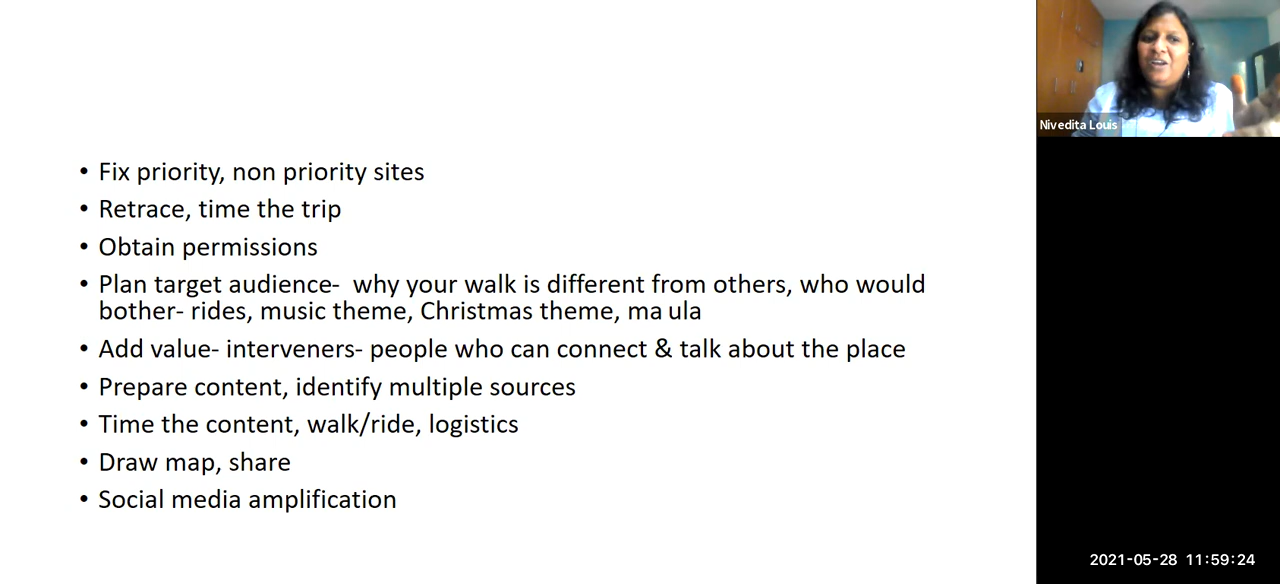 • Fix priority, non priority sites
• Retrace, time the trip
• Obtain permissions
• Plan target audience-  why your walk is different from others, who would
bother- rides, music theme, Christmas theme, ma ula
• Add value- interveners- people who can connect & talk about the place
• Prepare content, identify multiple sources
• Time the content, walk/ride, logistics
• Draw map, share
• Social media amplification
Nivedita Louis
2021-05-28 11:59:24